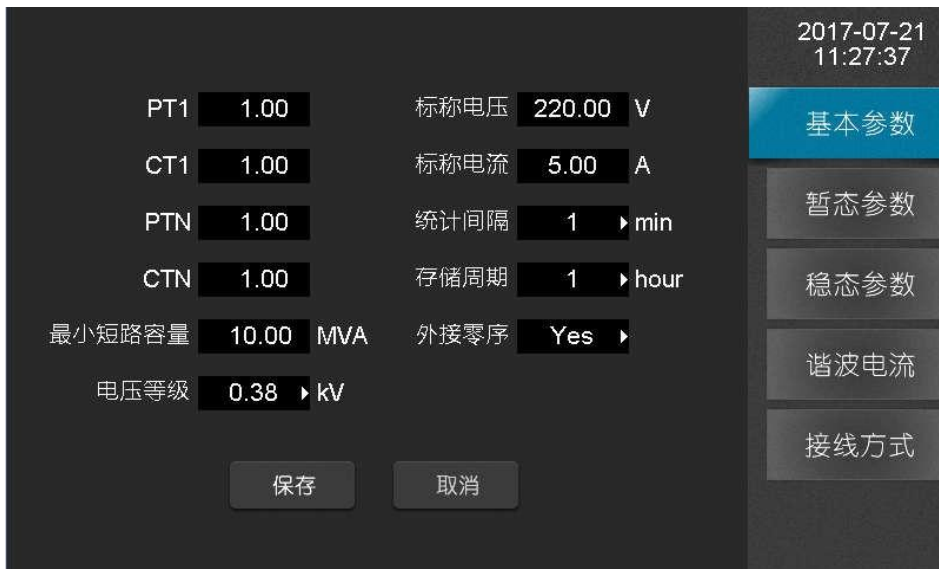 2017-07-21
11:27:37
PT1 1.00 标称电压 220.00 V
CT1 1.00 标称电流 5.00 A
PTN 1.00 统计间隔 1 min
CTN 1.00 存储周期 1 hour
最小短路容量 10.00 MVA 外接零序 Yes
电压等级 0.38 kV
保存 取消
基本参数
暂态参数
稳态参数
谐波电流
接线方式